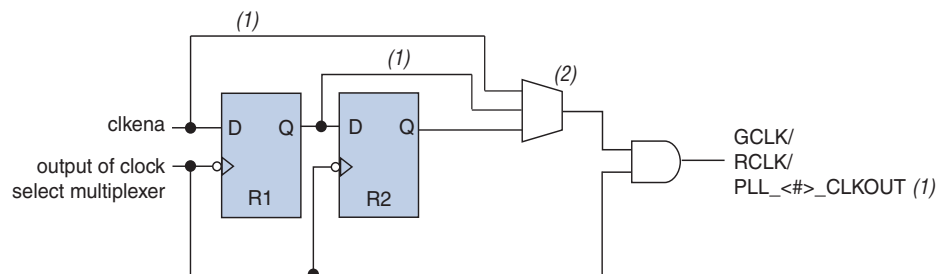 (1)
(1)
(2)
clkena
D
Q
D
Q
output of clock
select multiplexer
R1
R2
GCLK/
RCLK/
PLL_<#>_CLKOUT (1)